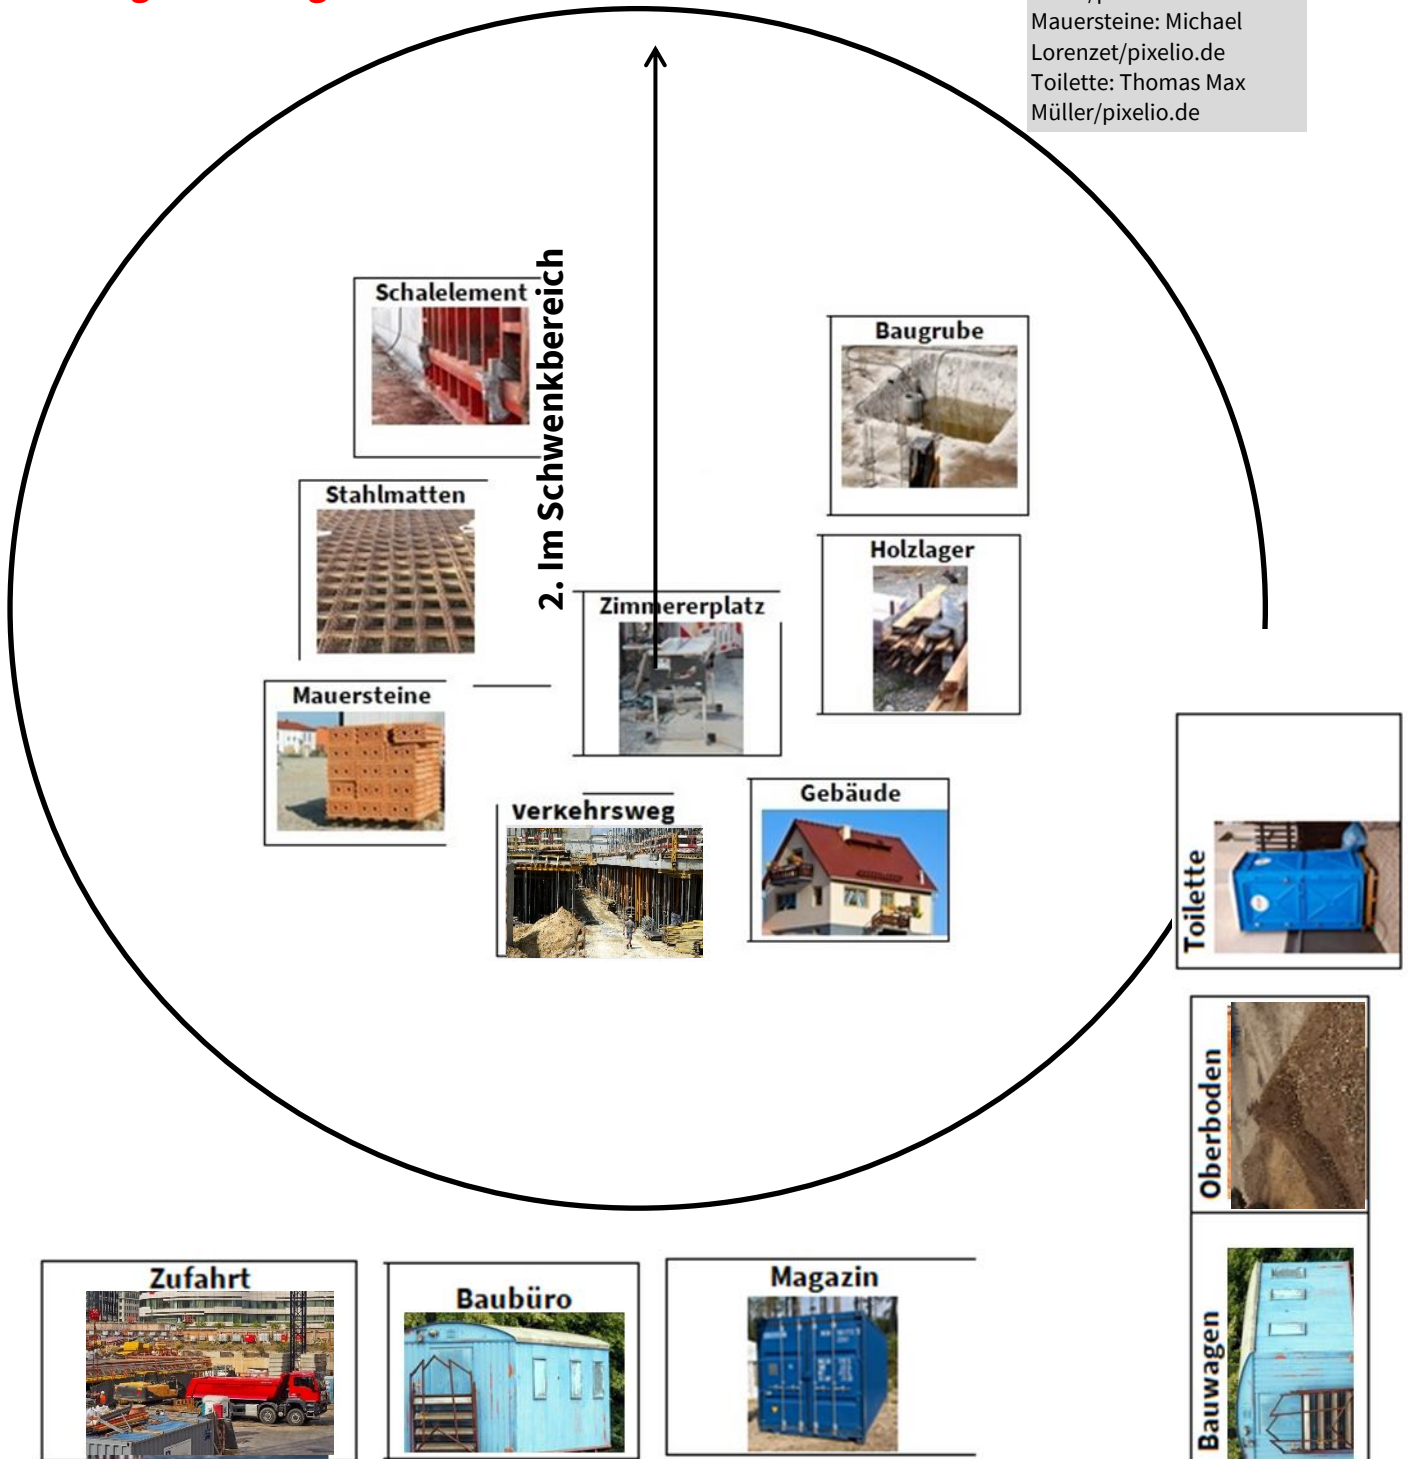 Mauersteine: Michael
Lorenzet/pixelio.de
Toilette: Thomas Max
Müller/pixelio.de
2. Im Schwenkbereich
Schalelement
Baugrube
Stahlmatten
Holzlager
Zimmererplatz
Mauersteine
Verkehrsweg
Gebäude
Toilette
Oberboden
Bauwagen
Zufahrt
Baubüro
Magazin